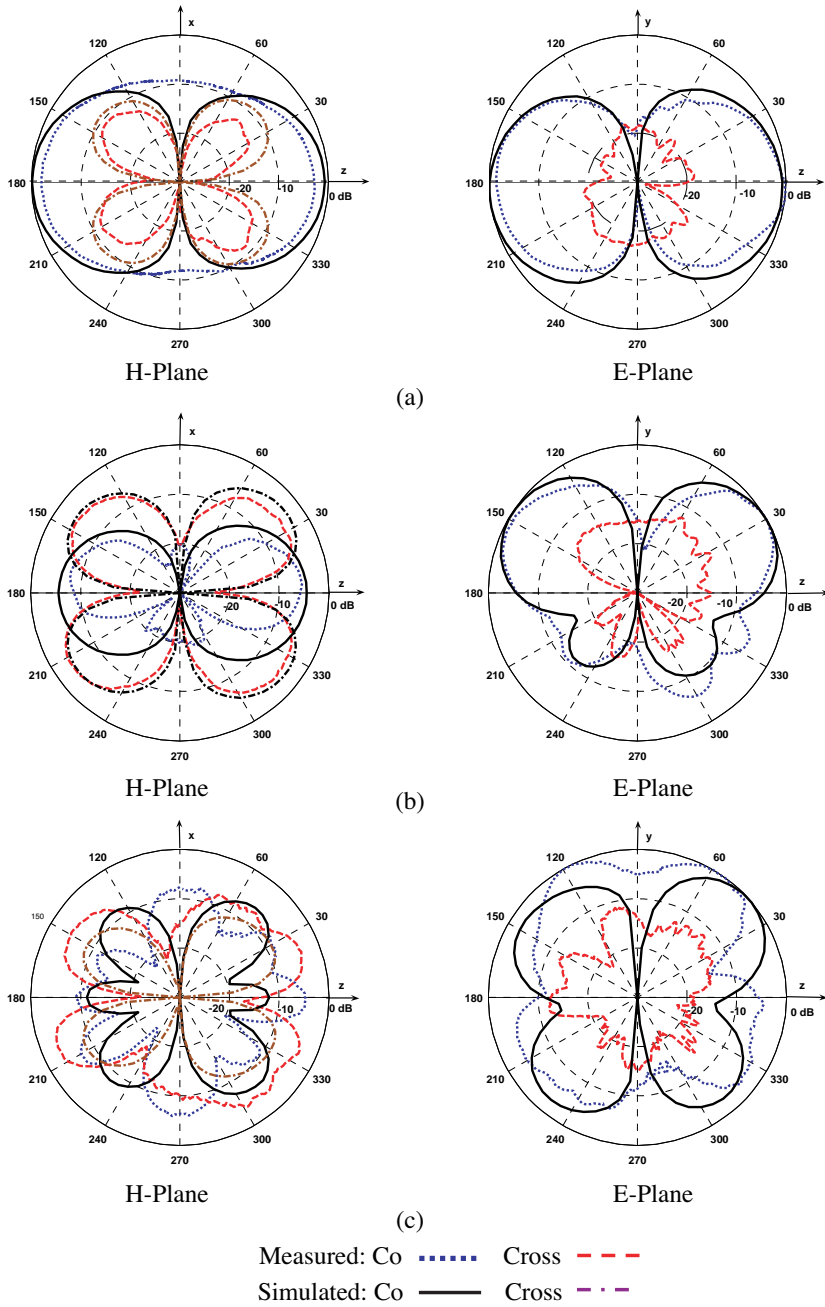 x y
120 60 120 60
150 30 150 30
z z
180 -20 -10 0 dB 180 -20 -10 0 dB
210 330 210 330
240 300 240 300
270 270
H-Plane E-Plane
(a)
x y
120 60 120 60
150 30 150 30
z z
180 -20 -10 0 dB 180 -20 -10 0 dB
210 330 210 330
240 300 240 300
270 270
H-Plane E-Plane
(b)
x y
120 60 120 60
150 30 150 30
z z
180 -20 -10 0 dB 180 -20 -10 0 dB
210 330 210 330
240 300 240 300
270 270
H-Plane E-Plane
(c)
Measured: Co Cross
Simulated: Co Cross